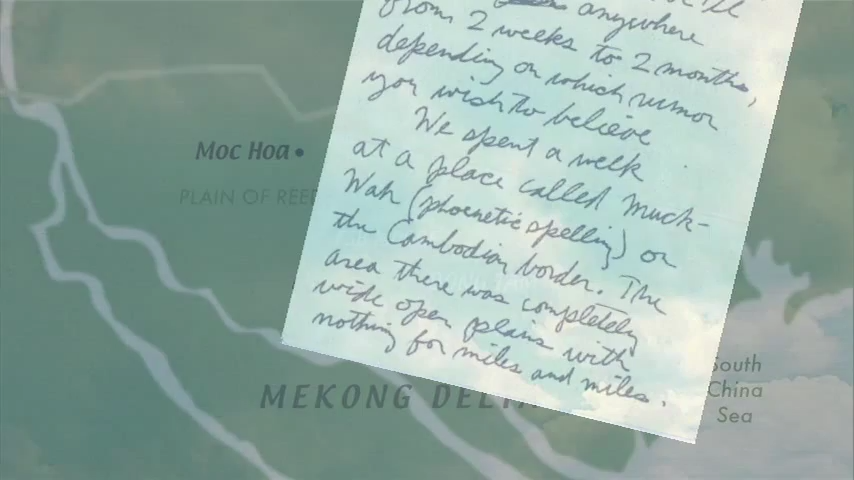 anywhere
from 2 weeks to 2 months,
depending on which rumor
you wish to believe
We spent a week
at a place called Muck-
Wah (phoenetic spelling) on
the Cambodian border. The
area there was completely
wide open plains with
nothing for miles and miles.
Moc Hoa
PLAIN OF REE
MEKONG DELTA
South
China
Sea